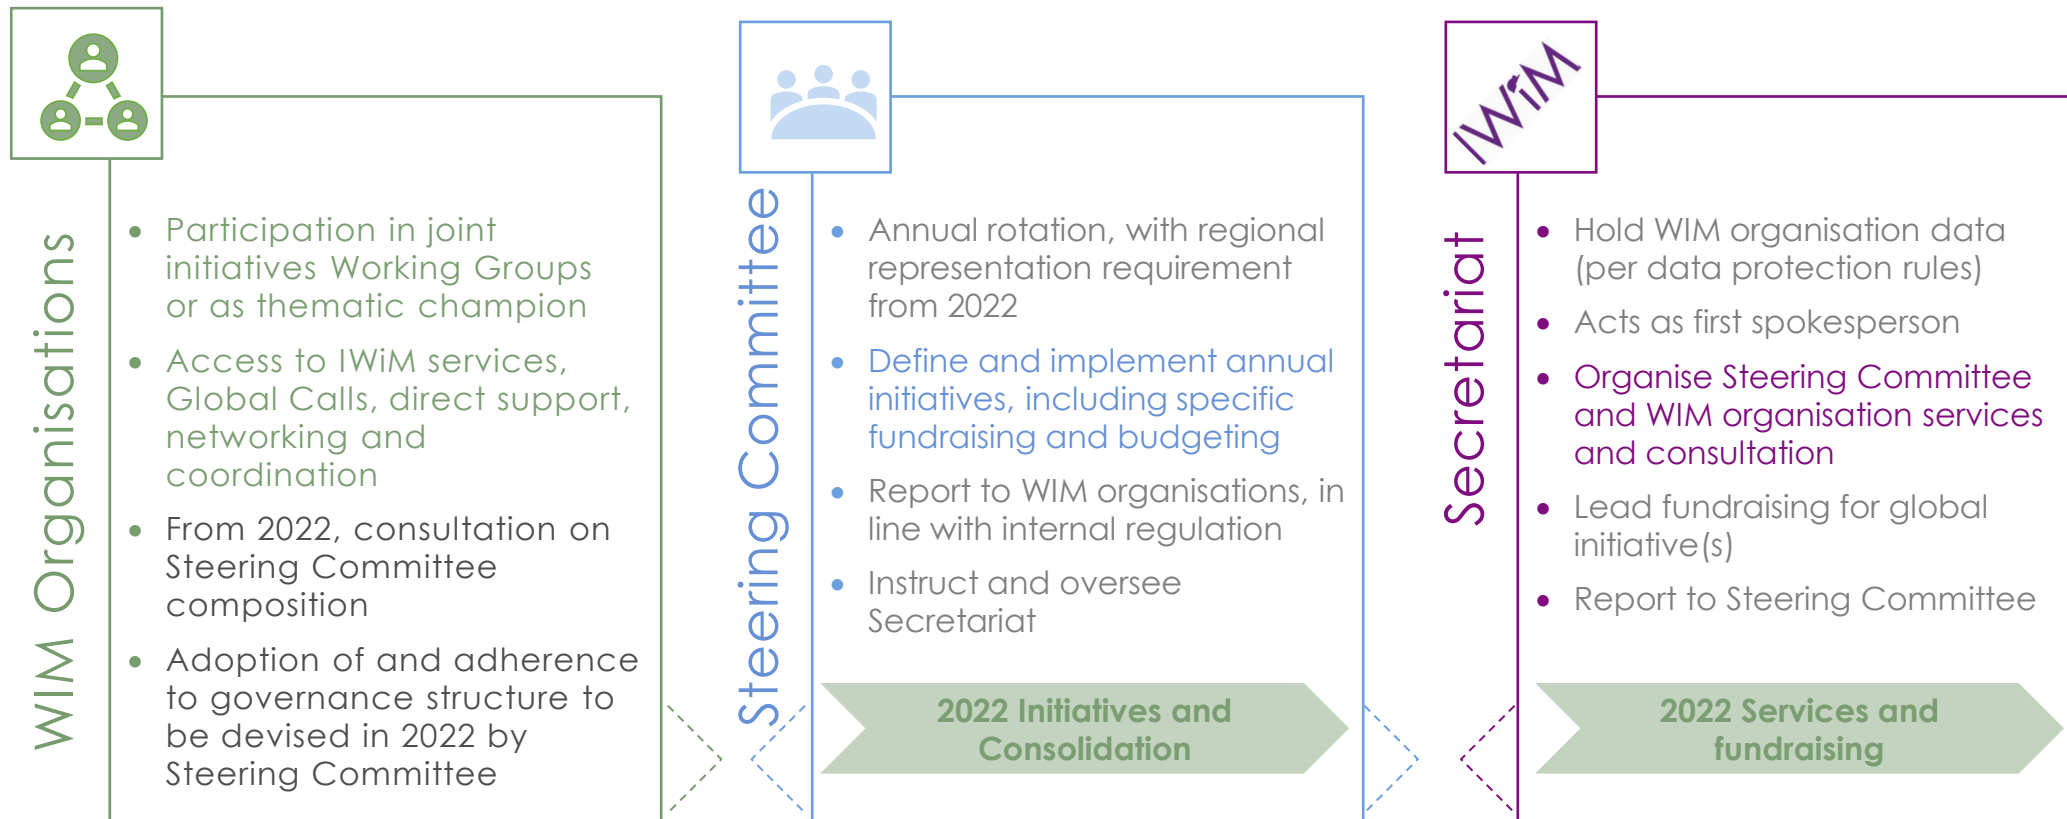 WIM Organisations
• Participation in joint
initiatives Working Groups
or as thematic champion
• Access to IWiM services,
Global Calls, direct support,
networking and
coordination
• From 2022, consultation on
Steering Committee
composition
• Adoption of and adherence
to governance structure to
be devised in 2022 by
Steering Committee
Steering Committee
• Annual rotation, with regional
representation requirement
from 2022
• Define and implement annual
initiatives, including specific
fundraising and budgeting
• Report to WIM organisations, in
line with internal regulation
• Instruct and oversee
Secretariat
2022 Initiatives and
Consolidation
IWiM
Secretariat
• Hold WIM organisation data
(per data protection rules)
• Acts as first spokesperson
• Organise Steering Committee
and WIM organisation services
and consultation
• Lead fundraising for global
initiative(s)
• Report to Steering Committee
2022 Services and
fundraising